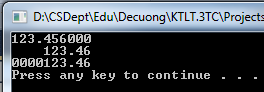 D:\CSDept\Edu\Decuong\KTLT.3TC\Projects
123.456000
    123.46
0000123.46
Press any key to continue . . .